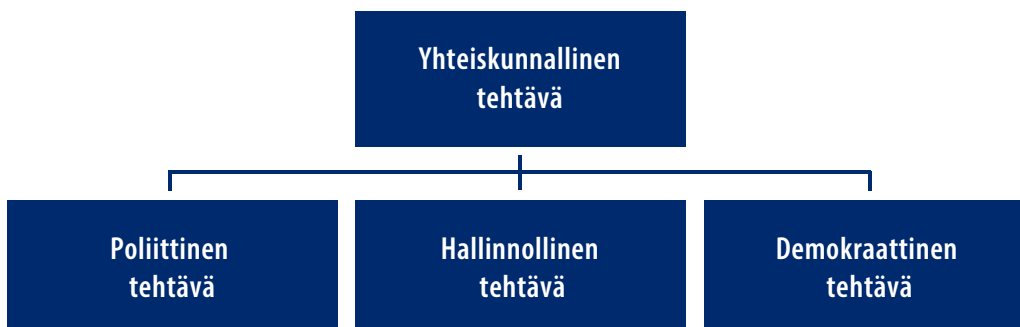 Yhteiskunnallinen
tehtävä
Poliittinen
tehtävä
Hallinnollinen
tehtävä
Demokraattinen
tehtävä